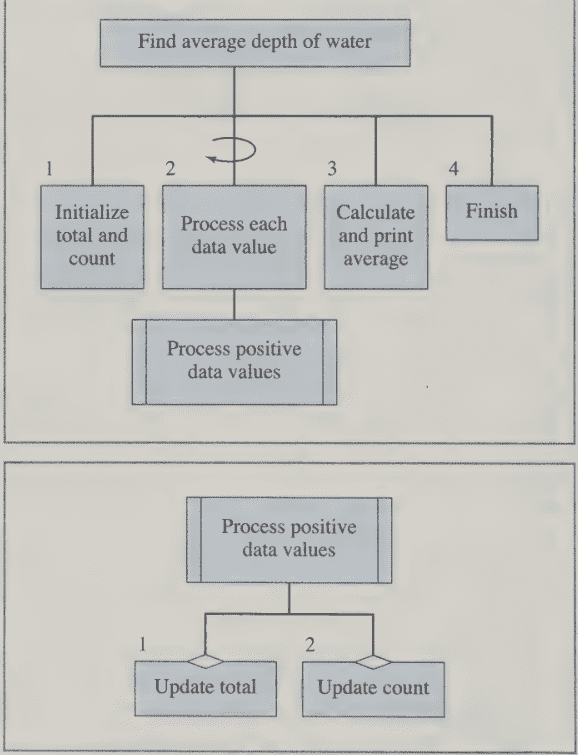 Find average depth of water
1
2
3
4
Initialize
total and
count
Process each
data value
Calculate
and print
average
Finish
Process positive
data values
Process positive
data values
1
2
Update total
Update count